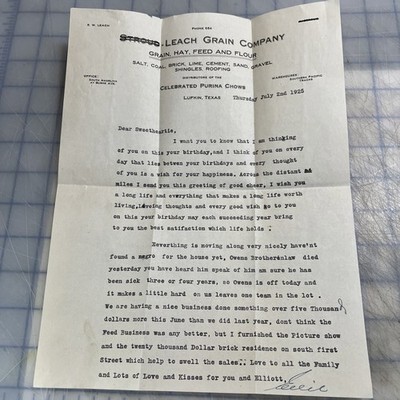 R. W. LEACH
PHONE 284
STROUD-LEACH GRAIN COMPANY
GRAIN, HAY, FEED AND FLOUR
SALT, COAL, BRICK, LIME, CEMENT, SAND, GRAVEL
SHINGLES, ROOFING
OFFICE:
WAREHOUSE:
DISTRIBUTORS OF THE
CELEBRATED PURINA CHOWS
LUFKIN, TEXAS
Thursday July 2nd 1925
Dear Sweetheartie,
I want you to know that I am thinking
of you on this your birthday,and I think of you on every
day that lies betwen your birthdays and every thought
of you is a wish for your happiness. Across the distant
miles I send you this greeting of good cheer, I wish you
a long life and everything that makes a long life worth
living, loveing thoughts and every good wish go to you
on this your birthday may each succeeding year bring
to you the best satifaction which life holds .
Neverthing is moving along very nicely have'nt
found a for the house yet, Owens Brotherenlaw died
yesterday you have heard him speak of him am sure he has
been sick three or four years, so Owens is off today and
it makes a little hard on us leaves one team in the lot .
We are having a nice business done something over five Thousand
dollars more this June than we did last year, dont think the
Feed Business was any better, but I furnished the Picture show
and the twenty thousand Dollar brick residence on south first
Street which help to swell the sales.. Love to all the Family
and Lots of Love and Kisses for you and Elliott,
Cecil